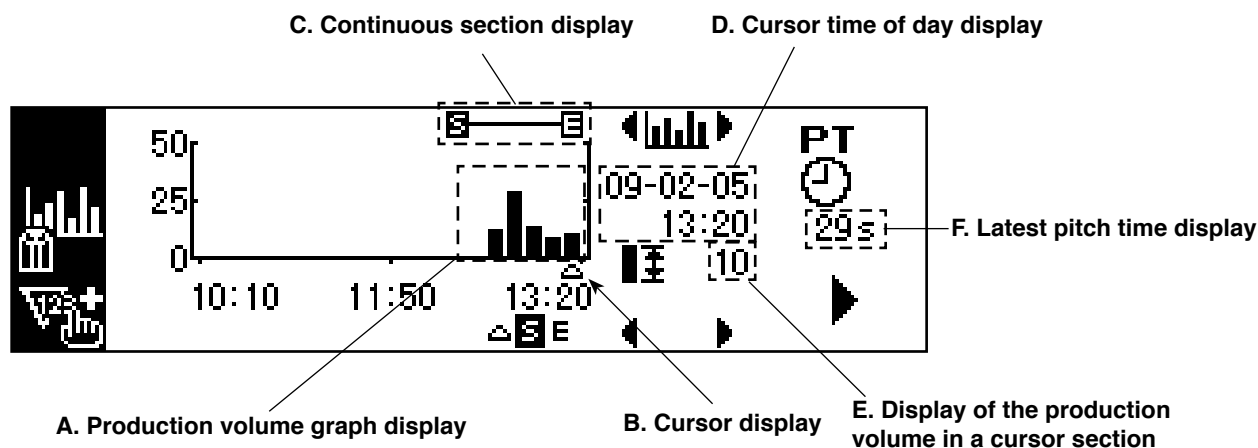 C. Continuous section display
D. Cursor time of day display
S E
50
25
0
10:10 11:50 13:20
S E
09-02-05
13:20
10
PT
29s
F. Latest pitch time display
123
A. Production volume graph display
B. Cursor display
E. Display of the production
volume in a cursor section